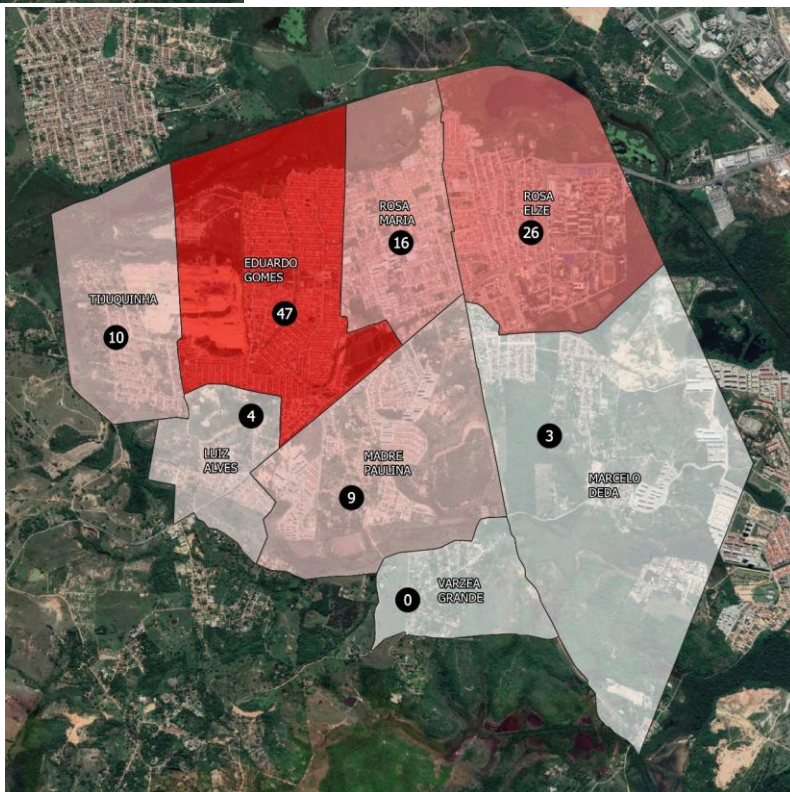 ROSA
ELZE
26
ROSA
MARIA
16
EDUARDO
GOMES
47
TIJUQUINHA
10
4
LUIZ
ALVES
MADRE
PAULINA
9
3
MARCELO
DEDA
VARZEA
GRANDE
0